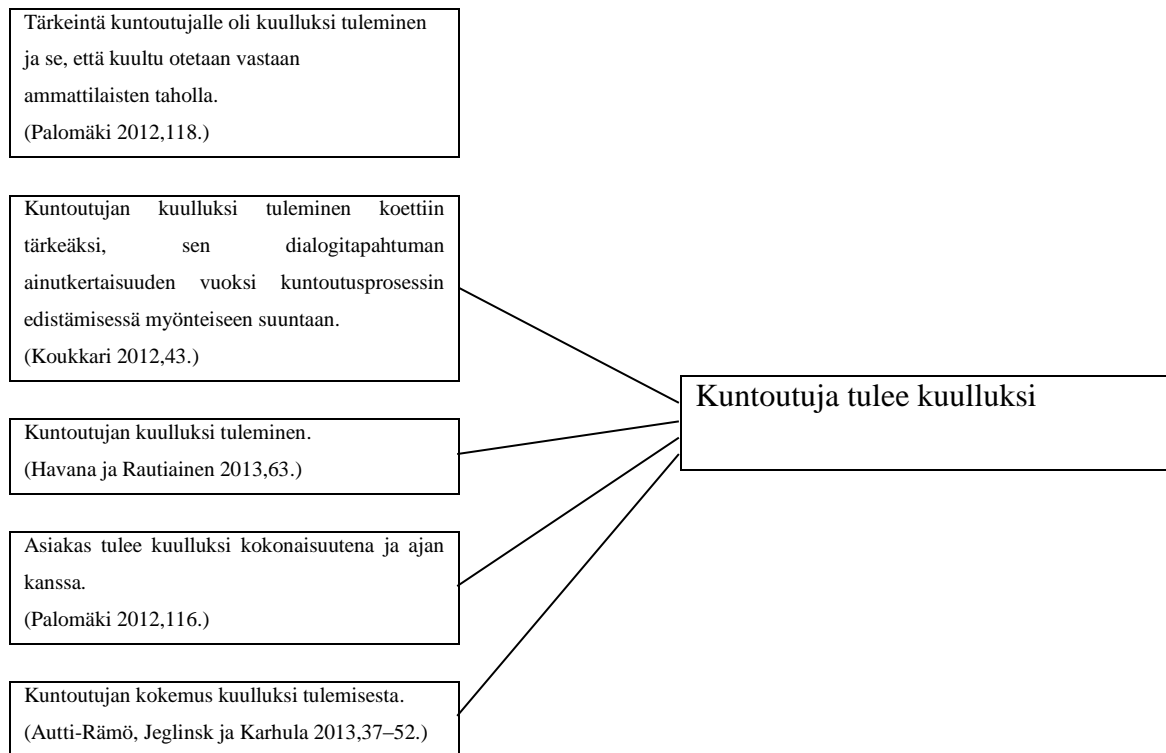 Tärkeintä kuntoutujalle oli kuulluksi tuleminen
ja se, että kuultu otetaan vastaan
ammattilaisten taholla.
(Palomäki 2012,118.)
Kuntoutujan kuulluksi tuleminen koettiin
tärkeäksi, sen dialogitapahtuman
ainutkertaisuuden vuoksi kuntoutusprosessin
edistämisessä myönteiseen suuntaan.
(Koukkari 2012,43.)
Kuntoutujan kuulluksi tuleminen.
(Havana ja Rautiainen 2013,63.)
Asiakas tulee kuulluksi kokonaisuutena ja ajan
kanssa.
(Palomäki 2012,116.)
Kuntoutujan kokemus kuulluksi tulemisesta.
(Autti-Rämö, Jeglinsk ja Karhula 2013,37–52.)
Kuntoutuja tulee kuulluksi